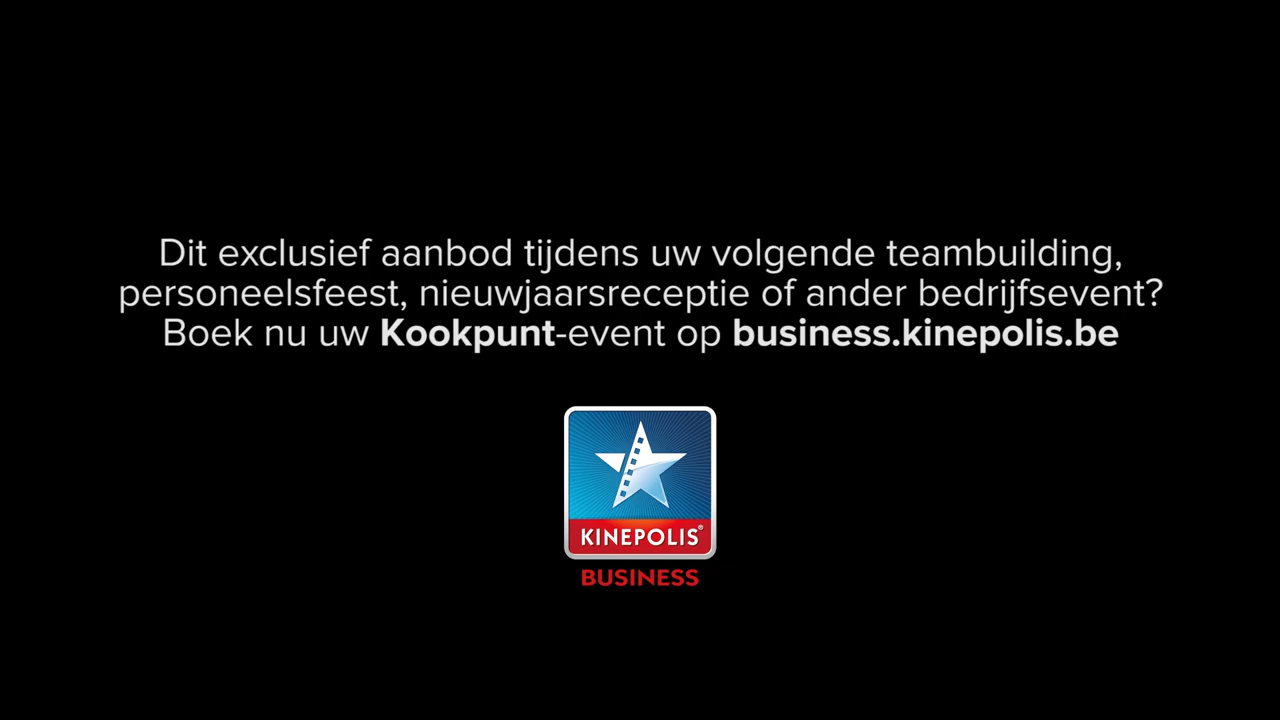 Dit exclusief aanbod tijdens uw volgende teambuilding,
personeelsfeest, nieuwjaarsreceptie of ander bedrijfsevent?
Boek nu uw Kookpunt-event op business.kinepolis.be
KINEPOLIS®
BUSINESS